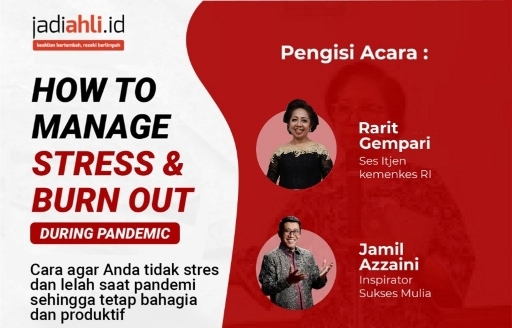 jadiahli.id
keahlian bertambah, rezeki berlimpah
HOW TO
MANAGE
STRESS &
BURN OUT
DURING PANDEMIC
Cara agar Anda tidak stres
dan lelah saat pandemi
sehingga tetap bahagia
dan produktif
Pengisi Acara :
Rarit
Gempari
Ses Itjen
kemenkes RI
Jamil
Azzaini
Inspirator
Sukses Mulia